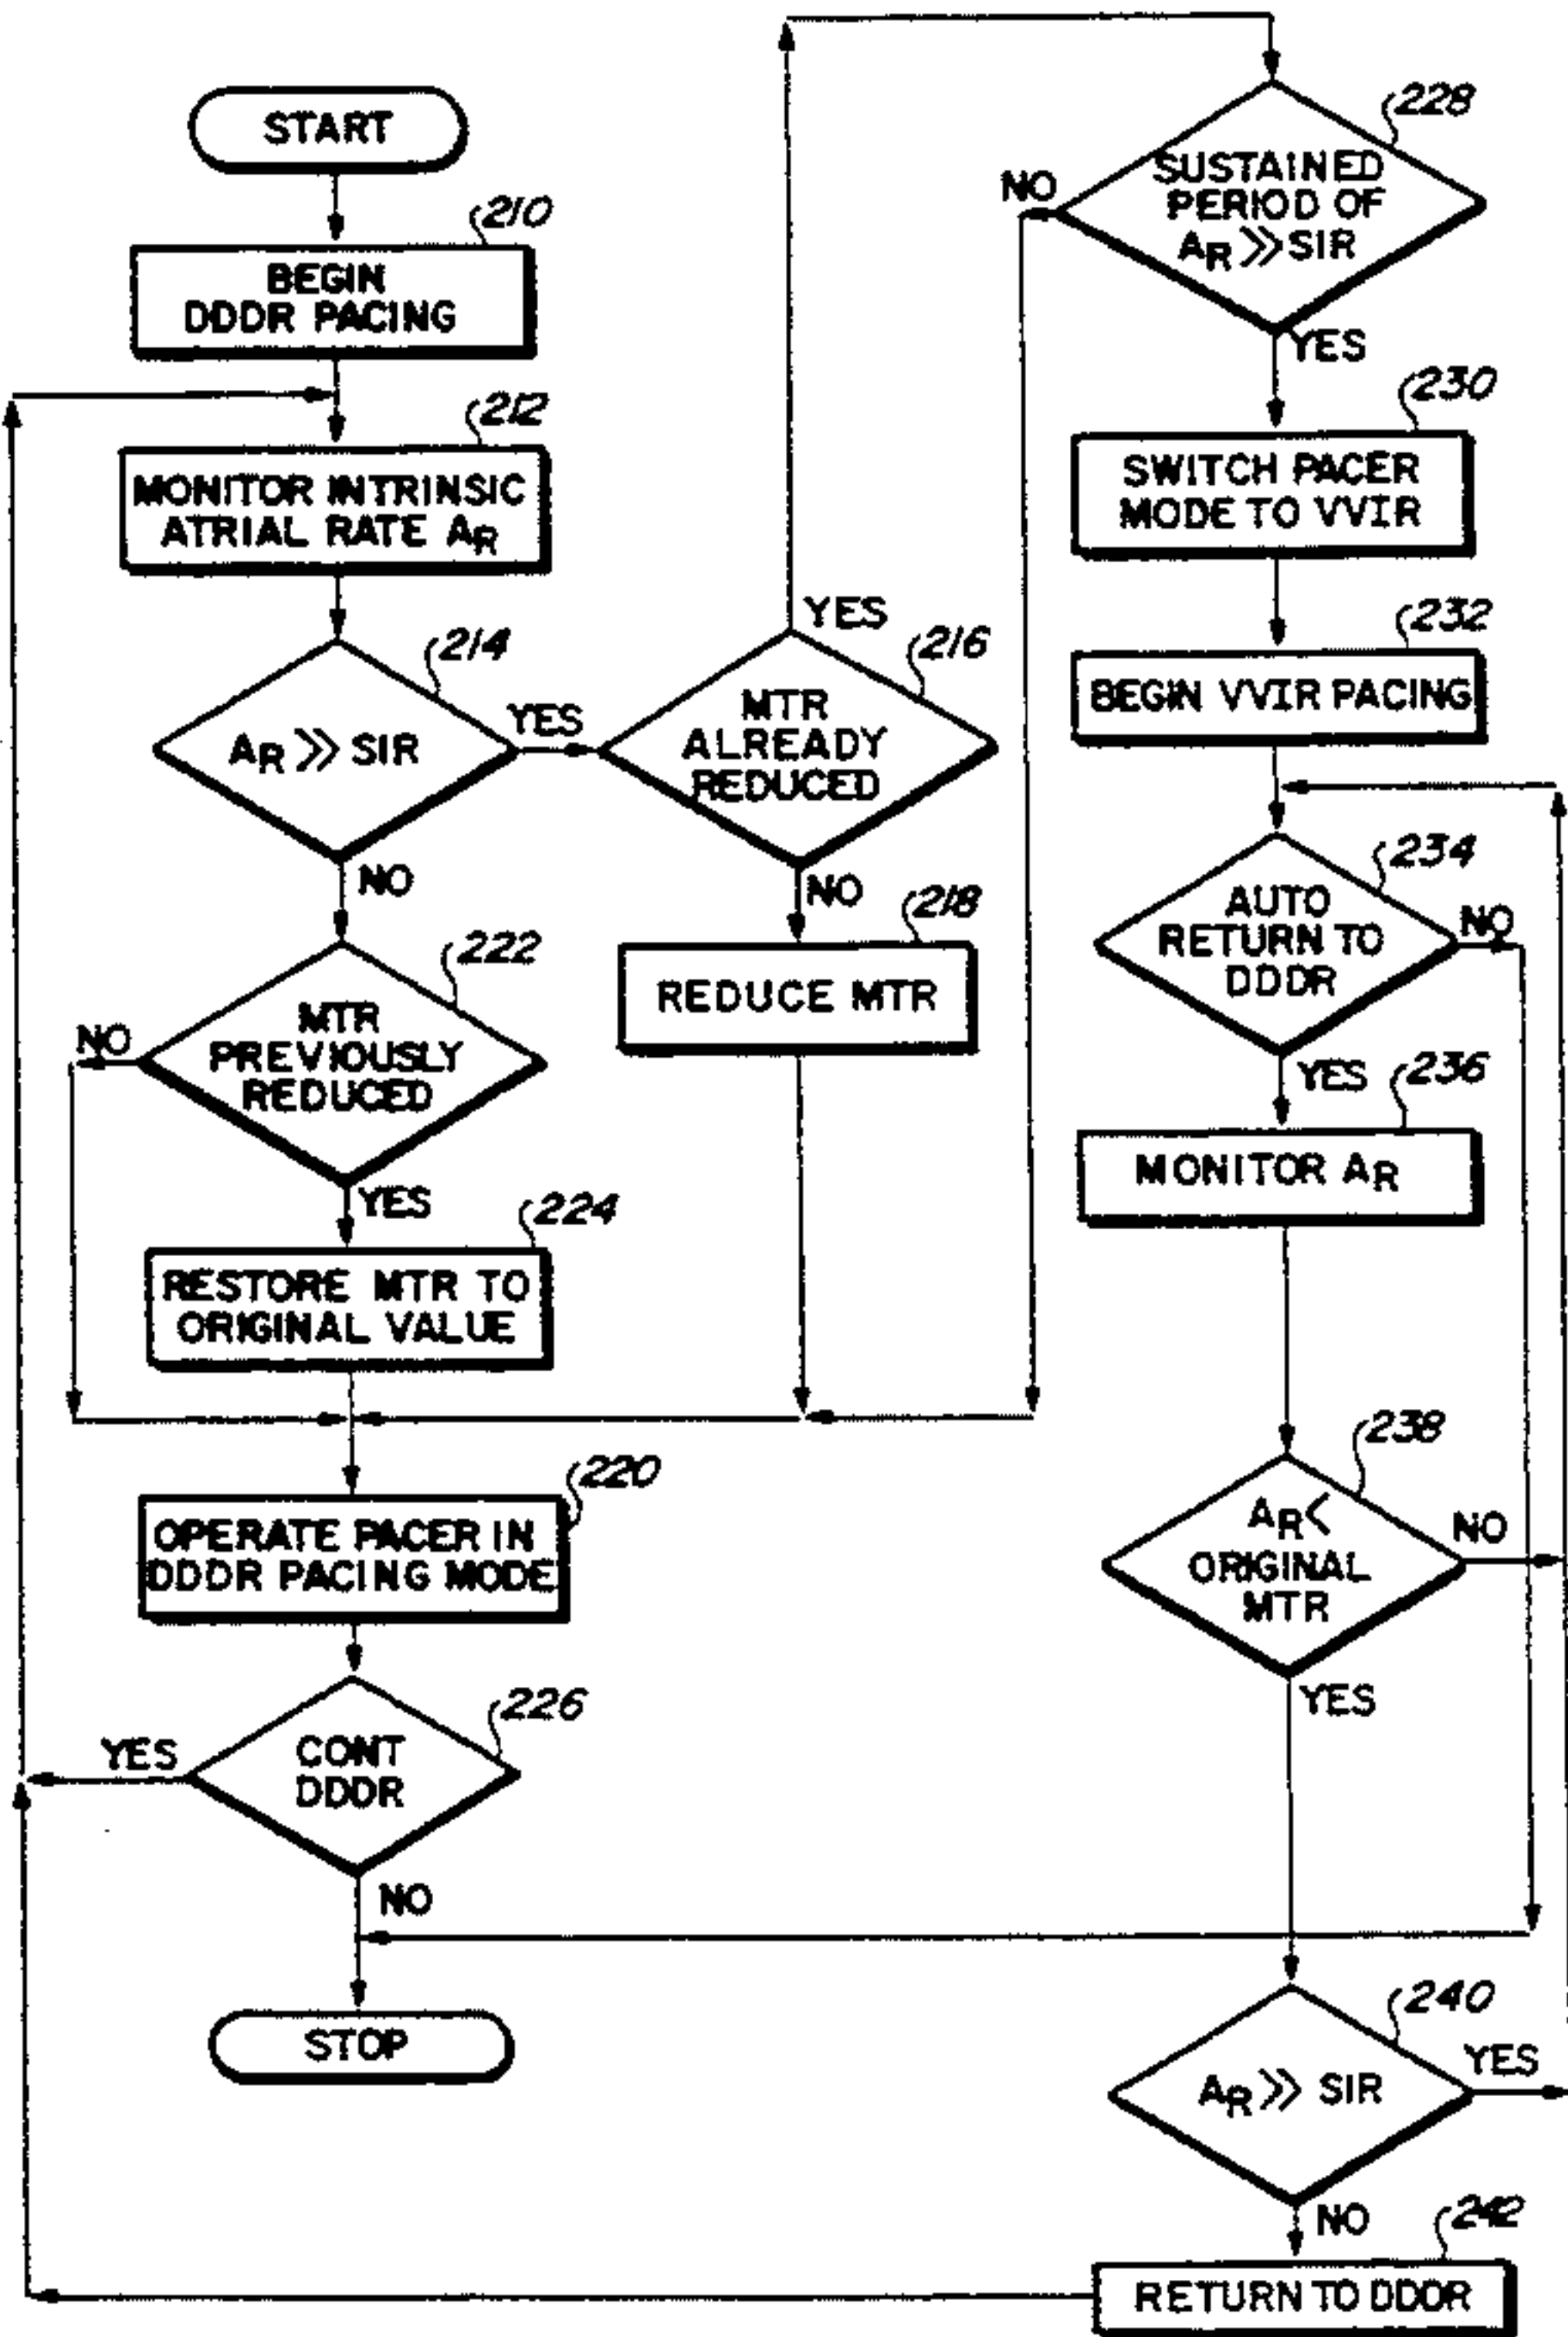 START
210
BEGIN
DDDR PACING
212
MONITOR INTRINSIC
ATRIAL RATE AR
214
AR >> SIR
YES
NO
216
MTR
ALREADY
REDUCED
YES
NO
218
REDUCE MTR
222
MTR
PREVIOUSLY
REDUCED
NO
YES
224
RESTORE MTR TO
ORIGINAL VALUE
220
OPERATE PACER IN
DDDR PACING MODE
226
CONT
DDDR
YES
NO
STOP
228
SUSTAINED
PERIOD OF
AR >> SIR
NO
YES
230
SWITCH PACER
MODE TO VVIR
232
BEGIN VVIR PACING
234
AUTO
RETURN TO
DDDR
NO
YES
236
MONITOR AR
238
AR <
ORIGINAL
MTR
NO
YES
240
AR >> SIR
YES
NO
242
RETURN TO DDDR